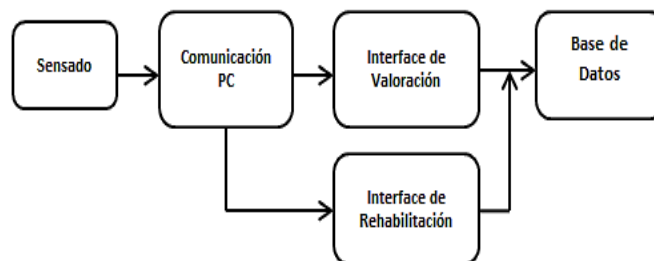 Sensado
Comunicación
PC
Interface de
Valoración
Base de
Datos
Interface de
Rehabilitación